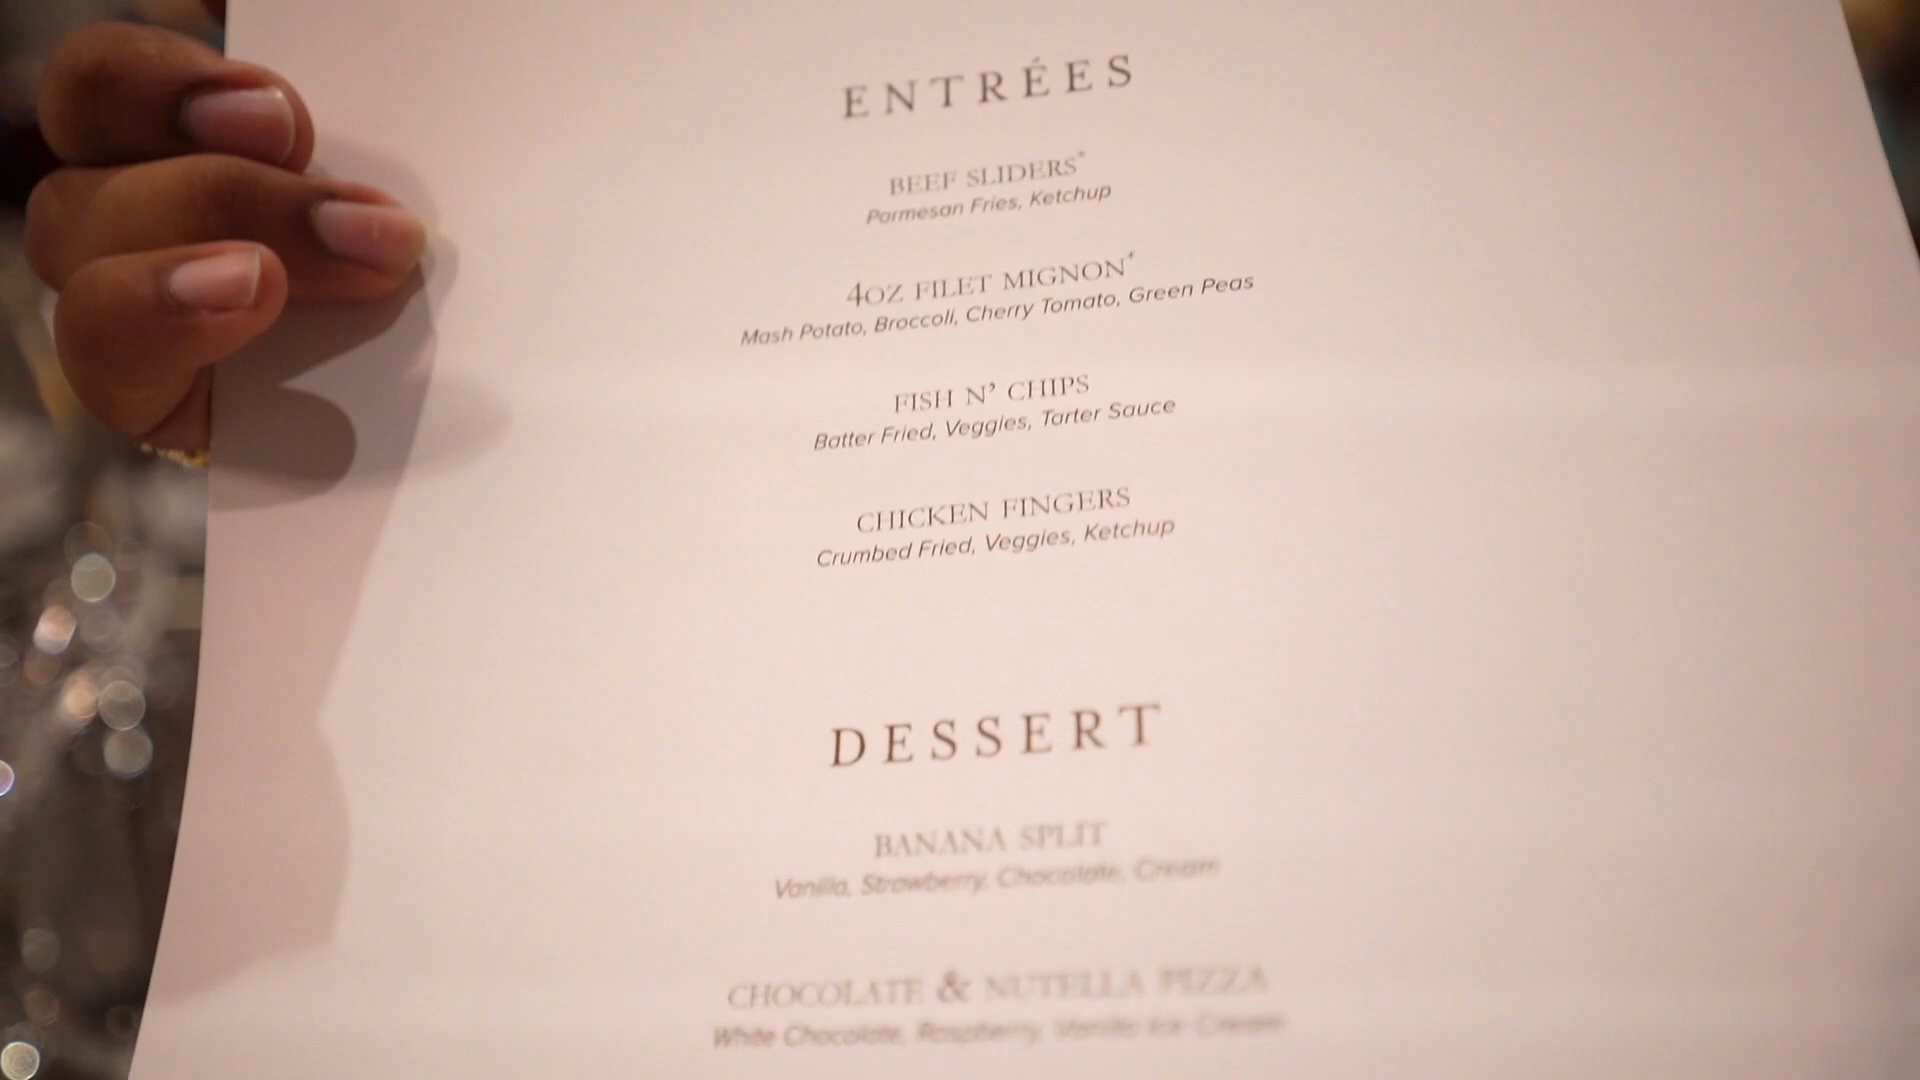 ENTRÉES
BEEF SLIDERS*
Parmesan Fries, Ketchup
4OZ FILET MIGNON*
Mash Potato, Broccoli, Cherry Tomato, Green Peas
FISH N' CHIPS
Batter Fried, Veggies, Tarter Sauce
CHICKEN FINGERS
Crumbed Fried, Veggies, Ketchup
DESSERT
BANANA SPLIT
Vanilla, Strawberry, Chocolate, Cream
CHOCOLATE & NUTELLA PIZZA
White Chocolate, Raspberry, Vanilla Ice Cream